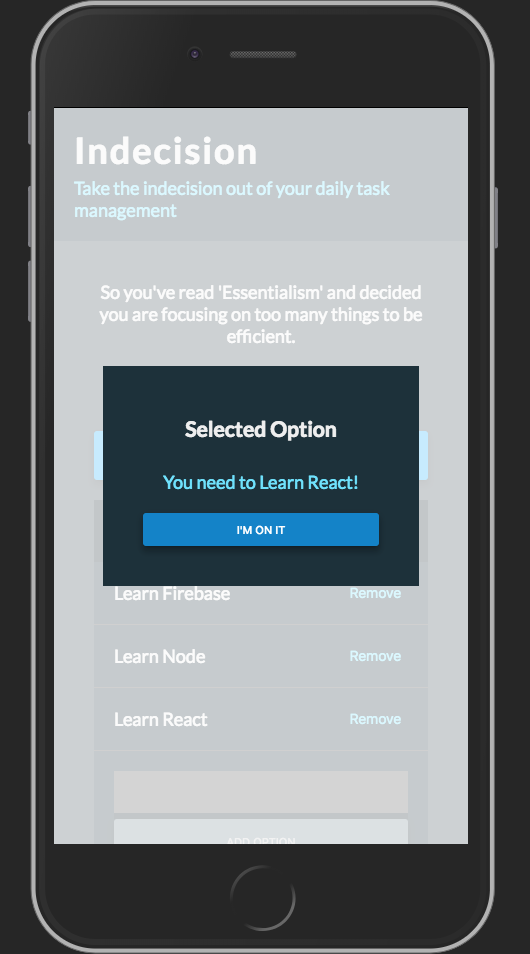 Indecision
Take the indecision out of your daily task
management
So you've read 'Essentialism' and decided
you are focusing on too many things to be
efficient.
Selected Option
You need to Learn React!
I'M ON IT
Learn Firebase Remove
Learn Node Remove
Learn React Remove
ADD OPTION